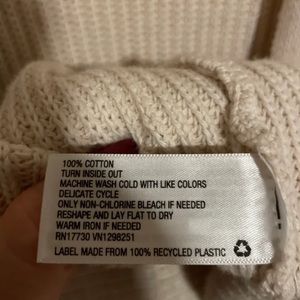 100% COTTON
TURN INSIDE OUT
MACHINE WASH COLD WITH LIKE COLORS
DELICATE CYCLE
ONLY NON-CHLORINE BLEACH IF NEEDED
RESHAPE AND LAY FLAT TO DRY
WARM IRON IF NEEDED
RN17730 VN1298251
LABEL MADE FROM 100% RECYCLED PLASTIC